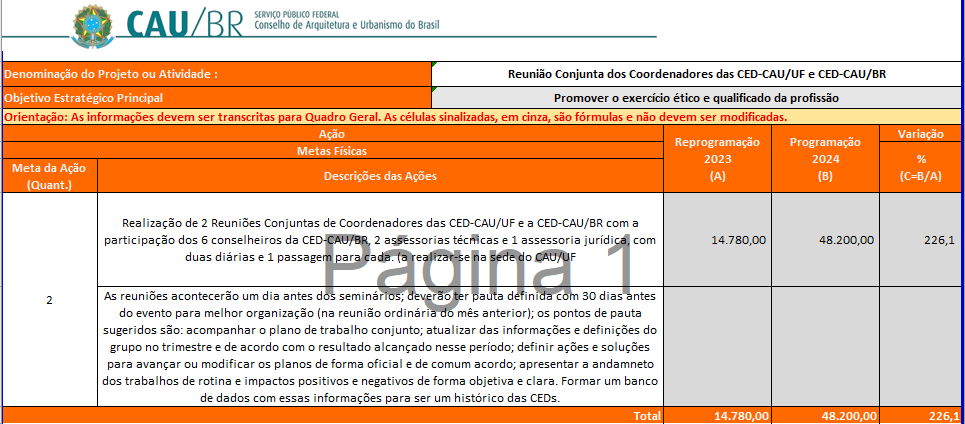 CAU/BR
SERVIÇO PÚBLICO FEDERAL
Conselho de Arquitetura e Urbanismo do Brasil
Denominação do Projeto ou Atividade :
Reunião Conjunta dos Coordenadores das CED-CAU/UF e CED-CAU/BR
Objetivo Estratégico Principal
Promover o exercício ético e qualificado da profissão
Orientação: As informações devem ser transcritas para Quadro Geral. As células sinalizadas, em cinza, são fórmulas e não devem ser modificadas.
Ação
Metas Físicas
Meta da Ação
(Quant.)
Descrições das Ações
Reprogramação
2023
(A)
Programação
2024
(B)
Variação
%
(C=B/A)
2
Realização de 2 Reuniões Conjuntas de Coordenadores das CED-CAU/UF e a CED-CAU/BR com a
participação dos 6 conselheiros da CED-CAU/BR, 2 assessorias técnicas e 1 assessoria jurídica, com
duas diárias e 1 passagem para cada. (a realizar-se na sede do CAU/UF
14.780,00
48.200,00
226,1
Página 1
As reuniões acontecerão um dia antes dos seminários; deverão ter pauta definida com 30 dias antes
do evento para melhor organização (na reunião ordinária do mês anterior); os pontos de pauta
sugeridos são: acompanhar o plano de trabalho conjunto; atualizar das informações e definições do
grupo no trimestre e de acordo com o resultado alcançado nesse período; definir ações e soluções
para avançar ou modificar os planos de forma oficial e de comum acordo; apresentar a andamneto
dos trabalhos de rotina e impactos positivos e negativos de forma objetiva e clara. Formar um banco
de dados com essas informações para ser um histórico das CEDs.
Total
14.780,00
48.200,00
226,1